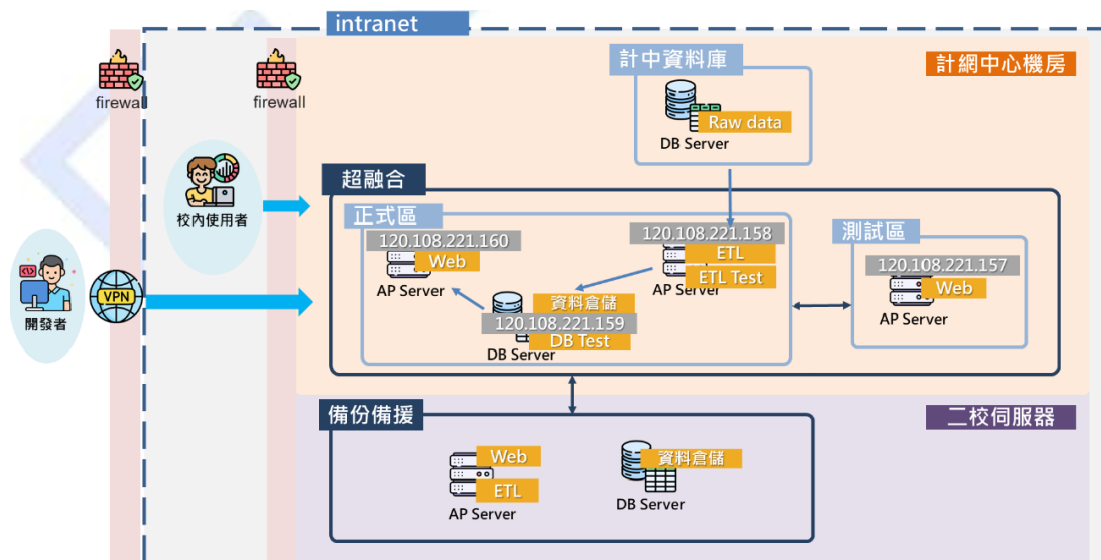 intranet
計網中心機房
計中資料庫
firewall
firewall
Raw data
DB Server
超融合
校內使用者
正式區
測試區
120.108.221.160
Web
AP Server
120.108.221.158
ETL
ETL Test
AP Server
120.108.221.157
Web
AP Server
開發者
VPN
資料倉儲
120.108.221.159
DB Test
DB Server
備份備援
二校伺服器
Web
ETL
AP Server
資料倉儲
DB Server